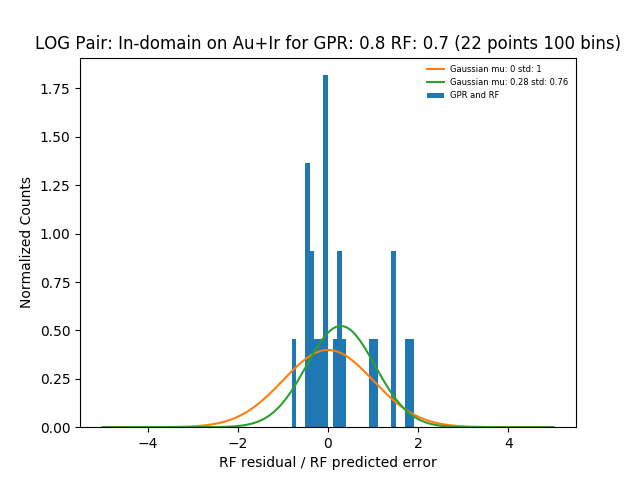 LOG Pair: In-domain on Au+Ir for GPR: 0.8 RF: 0.7 (22 points 100 bins)
Gaussian mu: 0 std: 1
Gaussian mu: 0.28 std: 0.76
GPR and RF
Normalized Counts
1.75
1.50
1.25
1.00
0.75
0.50
0.25
0.00
−4
−2
0
2
4
RF residual / RF predicted error